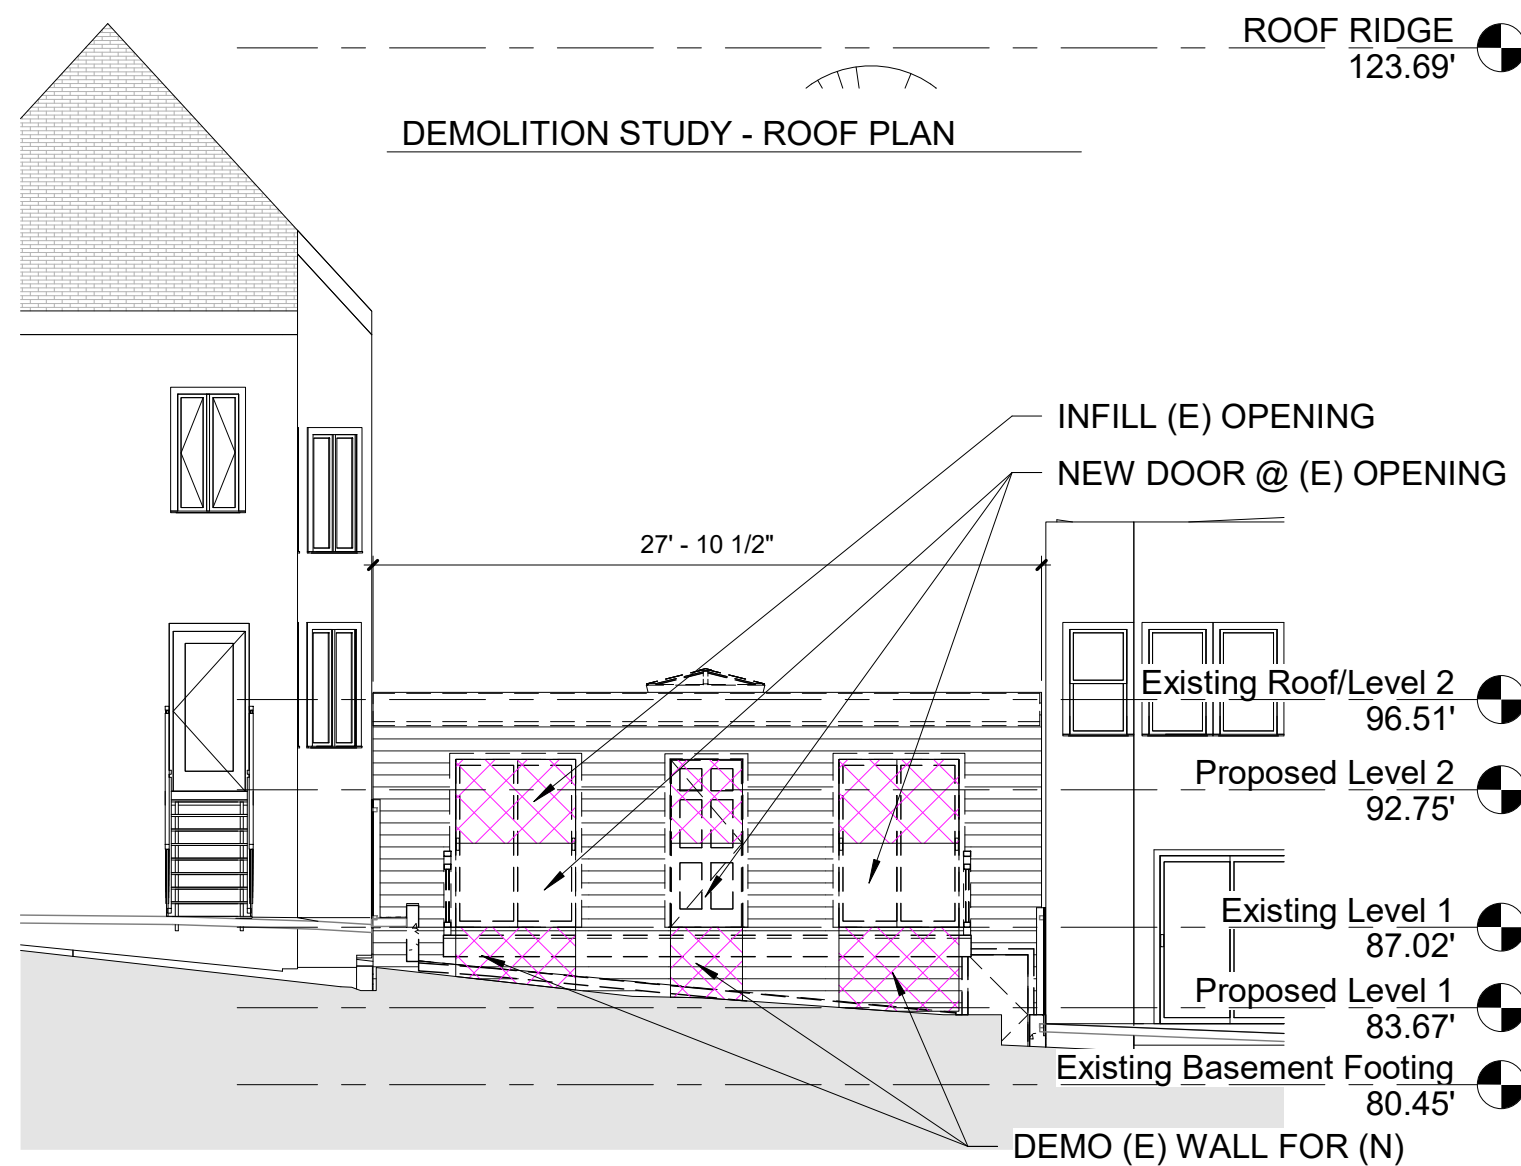 ROOF RIDGE
123.69'
DEMOLITION STUDY - ROOF PLAN
INFILL (E) OPENING
NEW DOOR @ (E) OPENING
27' - 10 1/2"
Existing Roof/Level 2
96.51'
Proposed Level 2
92.75'
Existing Level 1
87.02'
Proposed Level 1
83.67'
Existing Basement Footing
80.45'
DEMO (E) WALL FOR (N)